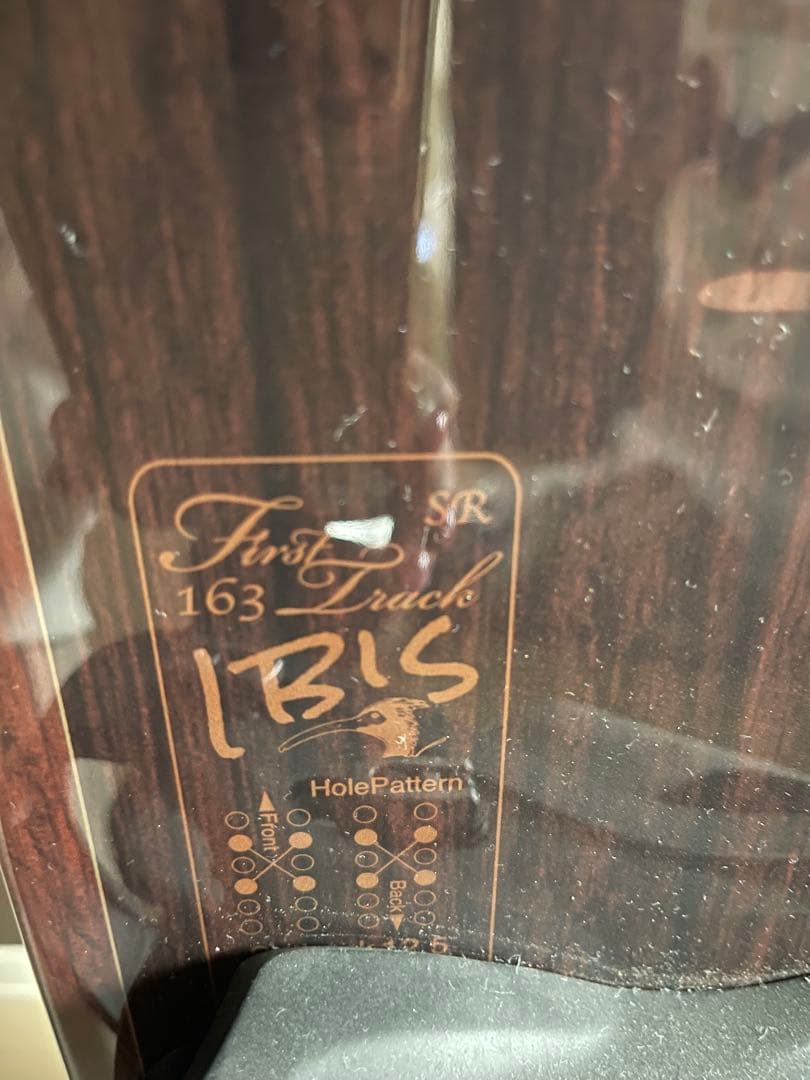 SR
First
163 Track
IBIS
HolePattern
Front
Back